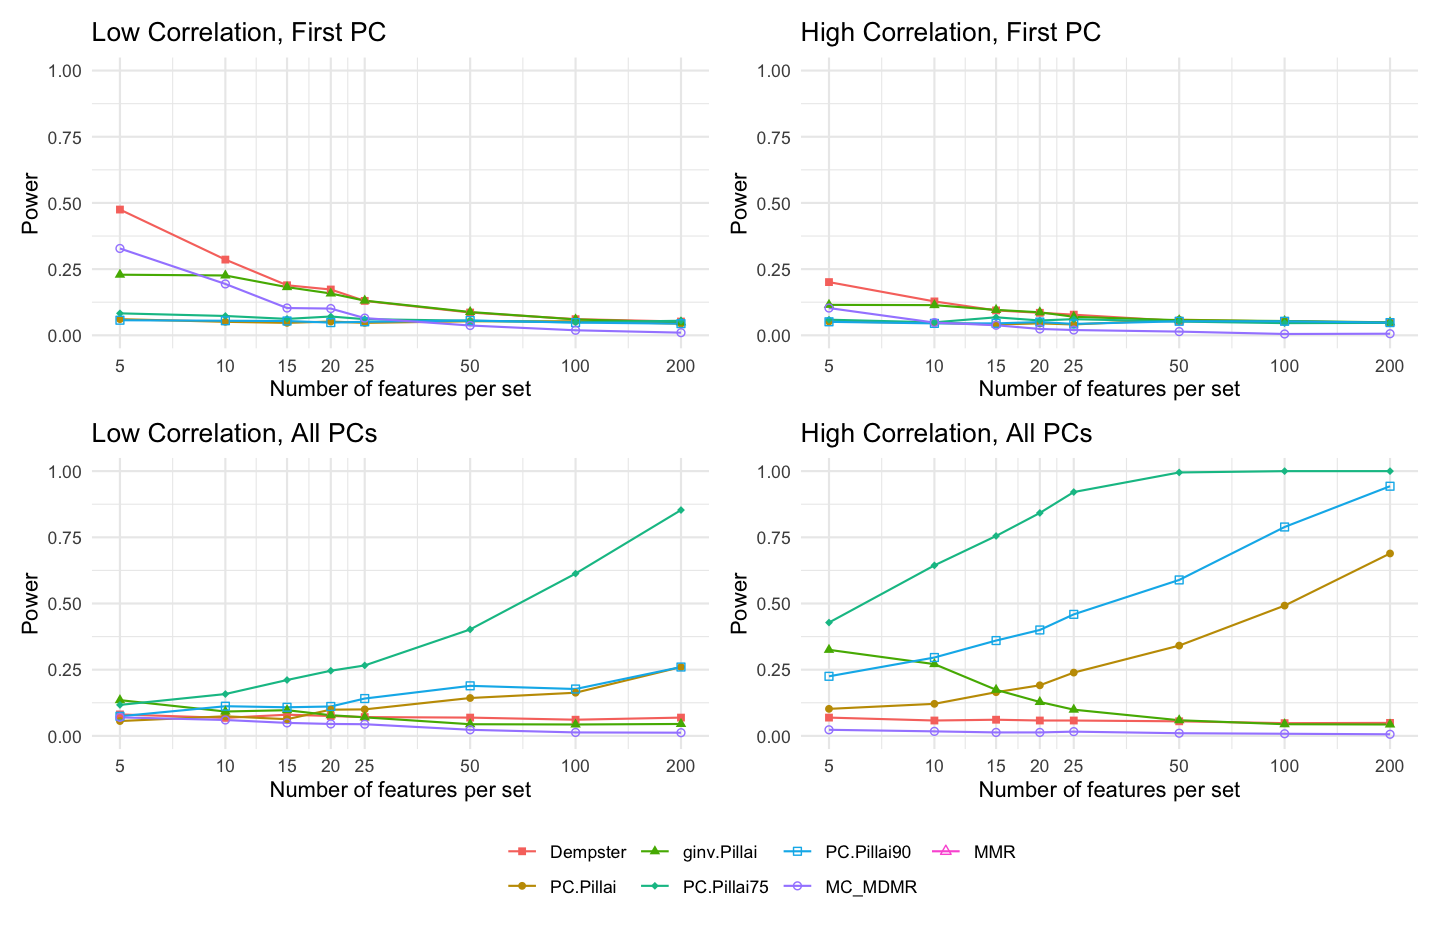 Low Correlation, First PC
1.00
0.75
0.50
0.25
0.00
Power
5 10 15 20 25 50 100 200
Number of features per set
High Correlation, First PC
1.00
0.75
0.50
0.25
0.00
Power
5 10 15 20 25 50 100 200
Number of features per set
Low Correlation, All PCs
1.00
0.75
0.50
0.25
0.00
Power
5 10 15 20 25 50 100 200
Number of features per set
High Correlation, All PCs
1.00
0.75
0.50
0.25
0.00
Power
5 10 15 20 25 50 100 200
Number of features per set
Dempster ginv.Pillai PC.Pillai90 MMR
PC.Pillai PC.Pillai75 MC_MDMR